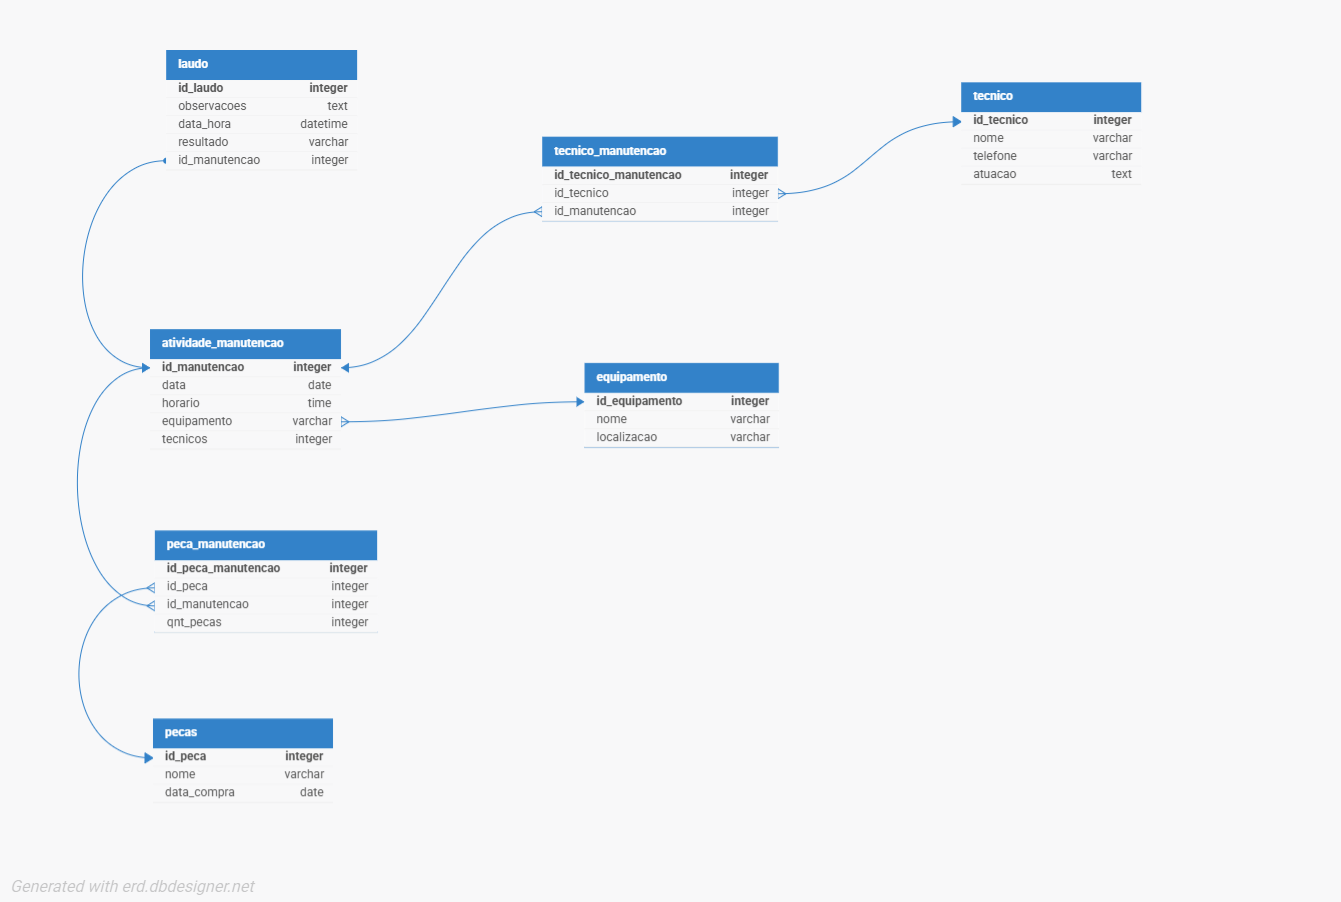 laudo
id_laudo integer
observacoes text
data_hora datetime
resultado varchar
id_manutencao integer
tecnico
id_tecnico integer
nome varchar
telefone varchar
atuacao text
tecnico_manutencao
id_tecnico_manutencao integer
id_tecnico integer
id_manutencao integer
atividade_manutencao
id_manutencao integer
data date
horario time
equipamento varchar
tecnicos integer
equipamento
id_equipamento integer
nome varchar
localizacao varchar
peca_manutencao
id_peca_manutencao integer
id_peca integer
id_manutencao integer
qnt_pecas integer
pecas
id_peca integer
nome varchar
data_compra date
Generated with erd.dbdesigner.net